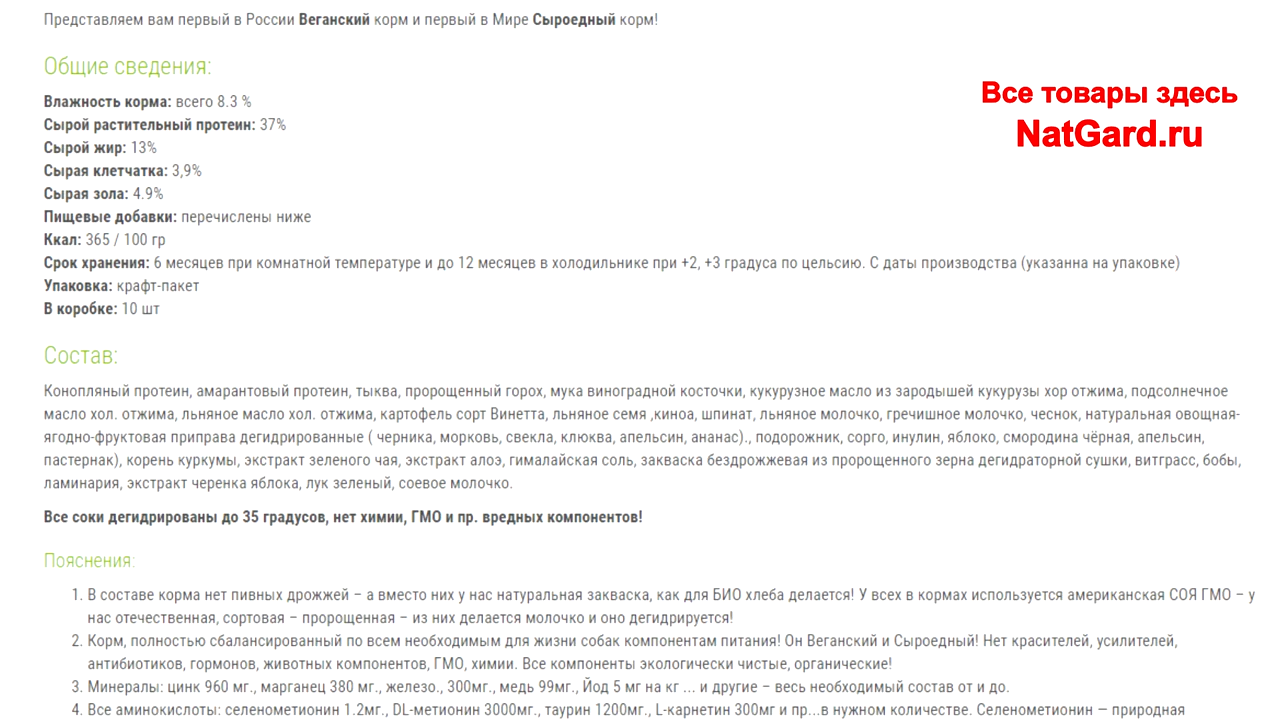 Представляем вам первый в России Веганский корм и первый в Мире Сыроедный корм!
Общие сведения:
Влажность корма: всего 8.3 %
Сырой растительный протеин: 37%
Сырой жир: 13%
Сырая клетчатка: 3,9%
Сырая зола: 4.9%
Пищевые добавки: перечислены ниже
Ккал: 365 / 100 гр
Срок хранения: 6 месяцев при комнатной температуре и до 12 месяцев в холодильнике при +2, +3 градуса по цельсию. С даты производства (указанна на упаковке)
Упаковка: крафт-пакет
В коробке: 10 шт
Все товары здесь
NatGard.ru
Состав:
Конопляный протеин, амарантовый протеин, тыква, пророщенный горох, мука виноградной косточки, кукурузное масло из зародышей кукурузы хор отжима, подсолнечное
масло хол. отжима, льняное масло хол. отжима, картофель сорт Винетта, льняное семя ,киноа, шпинат, льняное молочко, гречишное молочко, чеснок, натуральная овощная-
ягодно-фруктовая приправа дегидрированные ( черника, морковь, свекла, клюква, апельсин, ананас)., подорожник, сорго, инулин, яблоко, смородина чёрная, апельсин,
пастернак), корень куркумы, экстракт зеленого чая, экстракт алоэ, гималайская соль, закваска бездрожжевая из пророщенного зерна дегидраторной сушки, витграсс, бобы,
ламинария, экстракт черенка яблока, лук зеленый, соевое молочко.
Все соки дегидрированы до 35 градусов, нет химии, ГМО и пр. вредных компонентов!
Пояснения:
1. В составе корма нет пивных дрожжей – а вместо них у нас натуральная закваска, как для БИО хлеба делается! У всех в кормах используется американская СОЯ ГМО – у
нас отечественная, сортовая – пророщенная – из них делается молочко и оно дегидрируется!
2. Корм, полностью сбалансированный по всем необходимым для жизни собак компонентам питания! Он Веганский и Сыроедный! Нет красителей, усилителей,
антибиотиков, гормонов, животных компонентов, ГМО, химии. Все компоненты экологически чистые, органические!
3. Минералы: цинк 960 мг., марганец 380 мг., железо., 300мг., медь 99мг., Йод 5 мг на кг ... и другие – весь необходимый состав от и до.
4. Все аминокислоты: селенометионин 1.2мг., DL-метионин 3000мг., таурин 1200мг., L-карнетин 300мг и пр...в нужном количестве. Селенометионин — природная